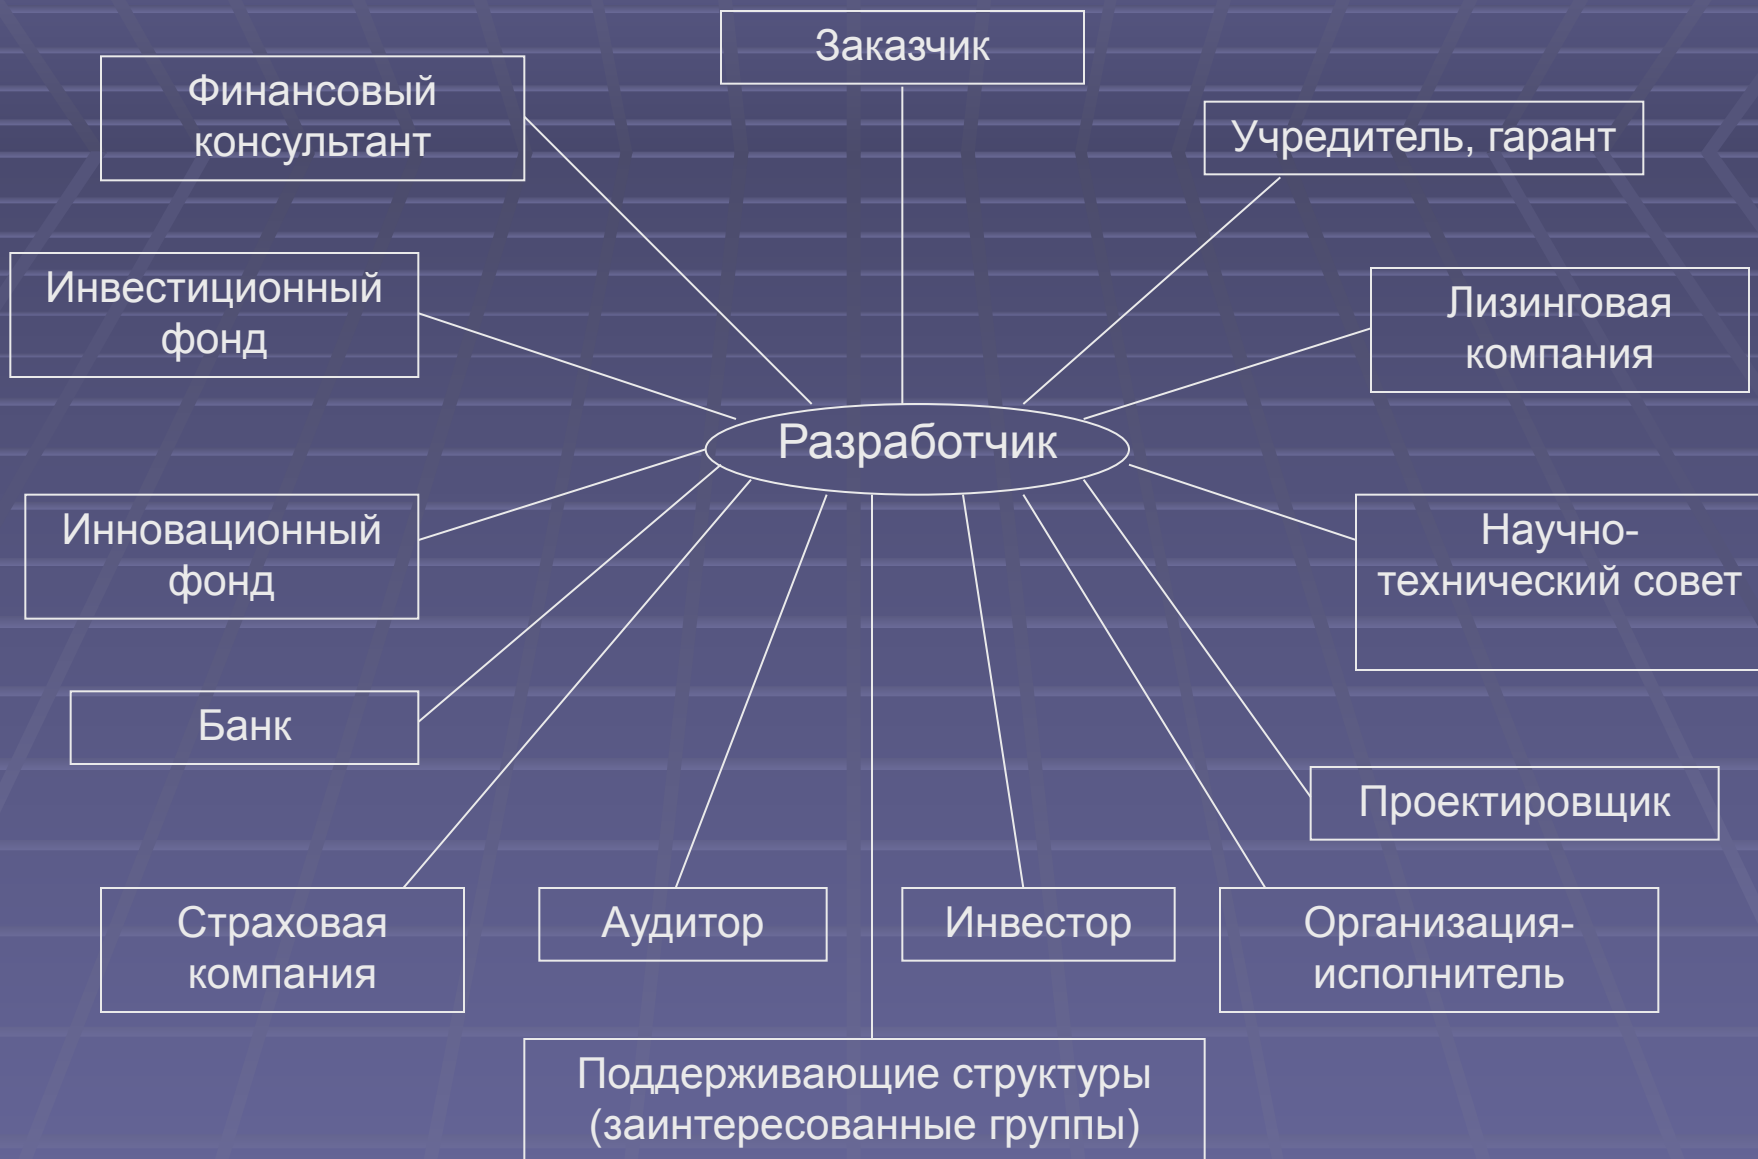 Заказчик
Финансовый
консультант
Учредитель, гарант
Инвестиционный
фонд
Лизинговая
компания
Разработчик
Инновационный
фонд
Научно-
технический совет
Банк
Проектировщик
Страховая
компания
Аудитор
Инвестор
Организация-
исполнитель
Поддерживающие структуры
(заинтересованные группы)